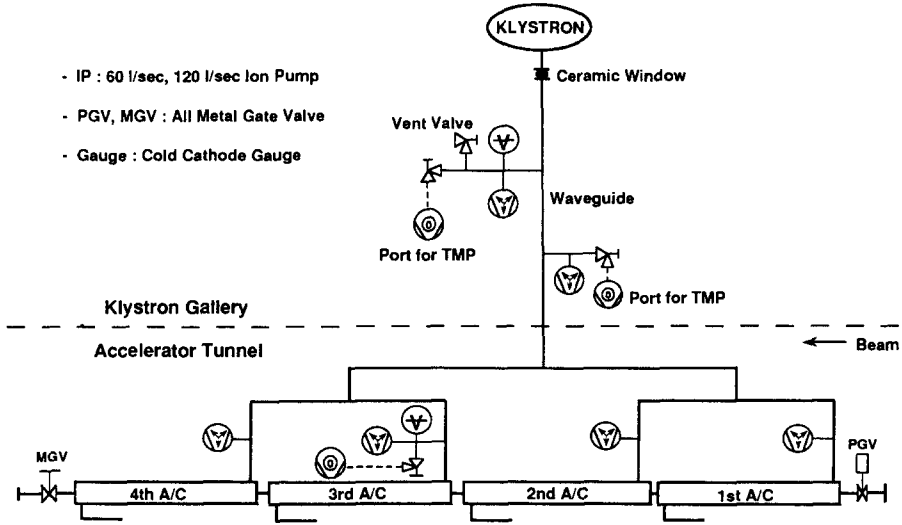 KLYSTRON
- IP : 60 l/sec, 120 l/sec Ion Pump
Ceramic Window
- PGV, MGV : All Metal Gate Valve
Vent Valve
- Gauge : Cold Cathode Gauge
Waveguide
Port for TMP
Port for TMP
Klystron Gallery
Accelerator Tunnel
Beam
MGV
PGV
4th A/C
3rd A/C
2nd A/C
1st A/C